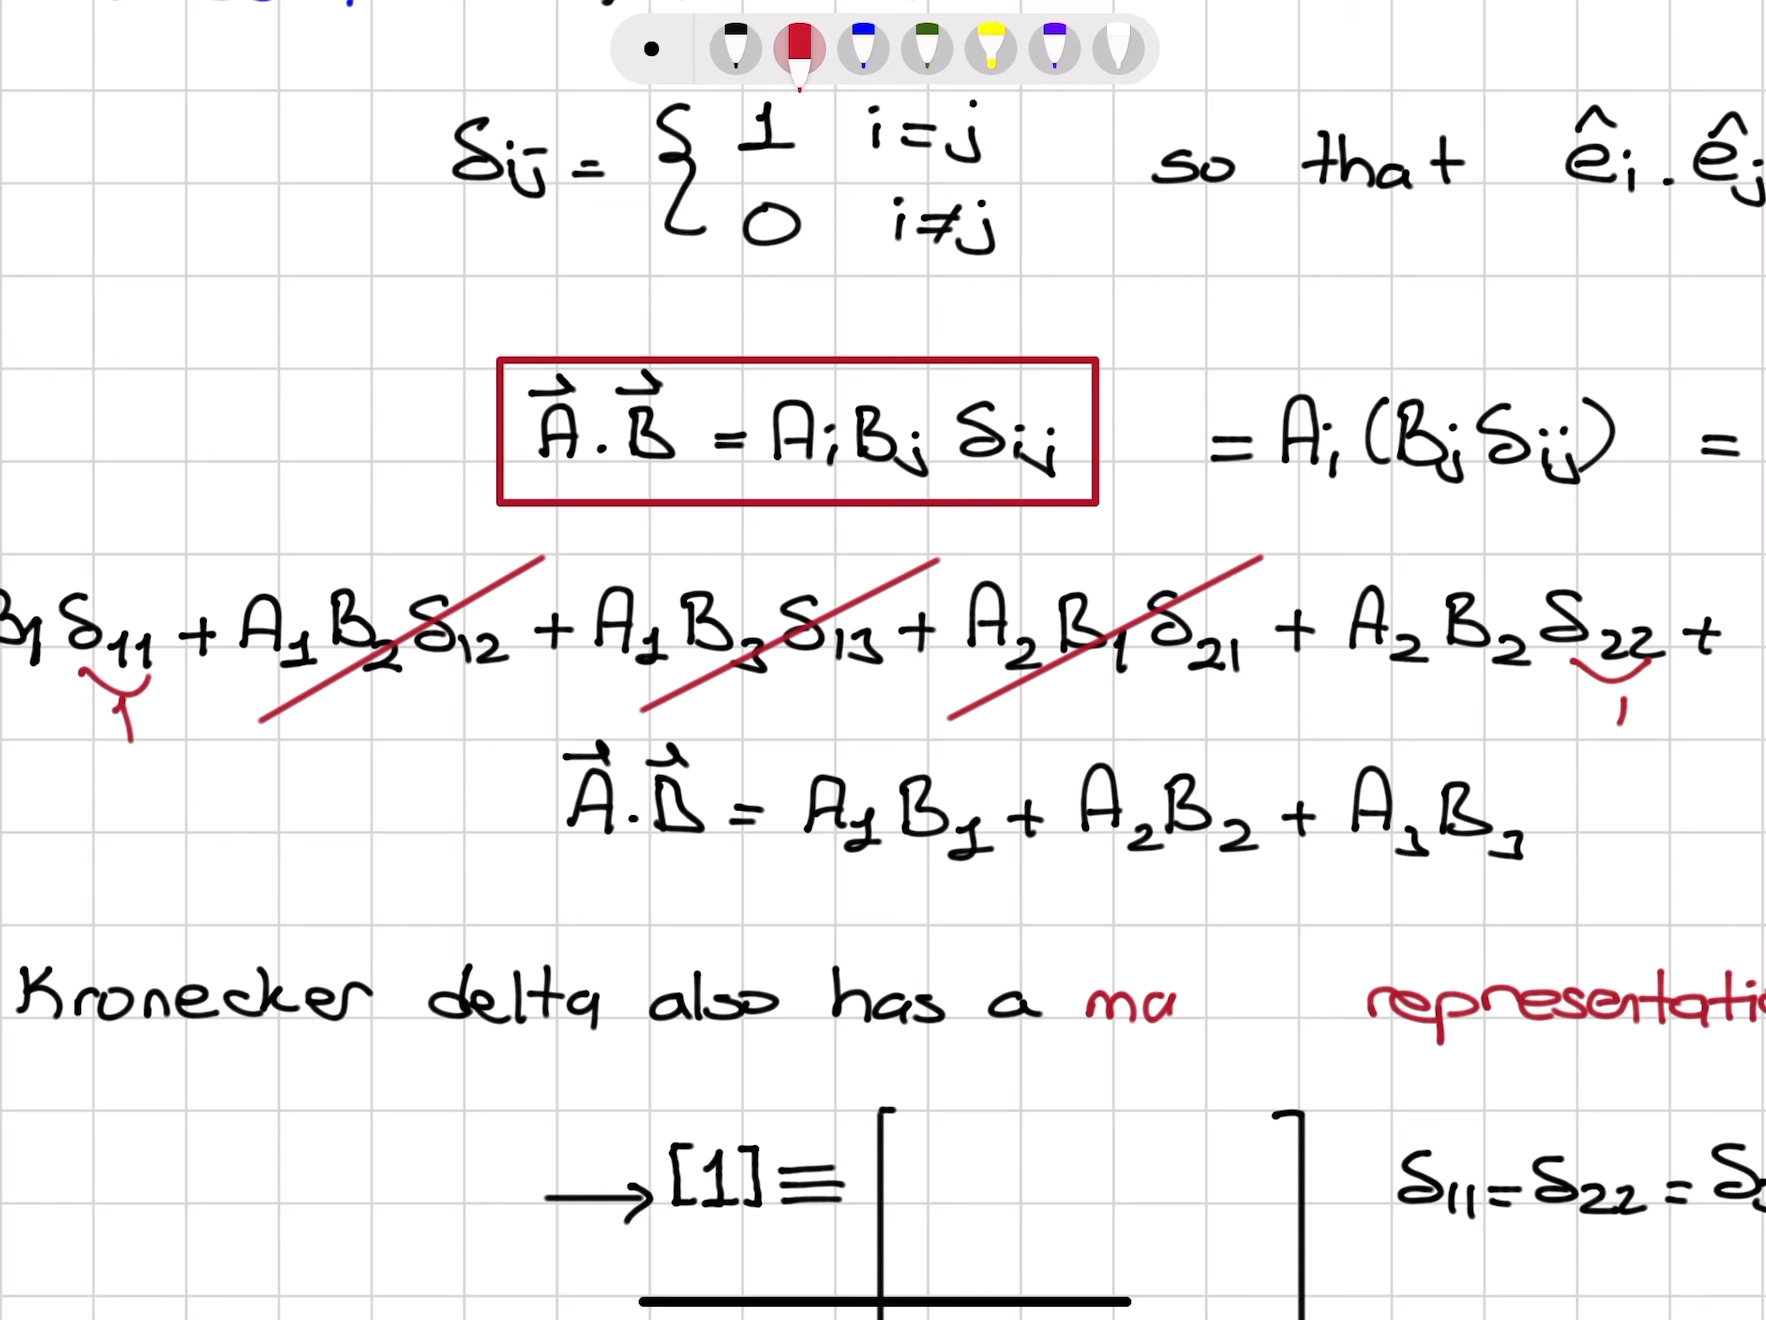 δij = { 1 i=j
0 i≠j so that êi . êj
A⃗ . B⃗ = AiBj δij = Ai (Bj δij) =
B1 δ11 + A1 B2 δ12 + A1 B3 δ13 + A2 B1 δ21 + A2 B2 δ22 +
1 1
A⃗ . B⃗ = A1 B1 + A2 B2 + A3 B3
Kronecker delta also has a ma representati
→ [1] ≡ [ ] δ11 = δ22 = δ